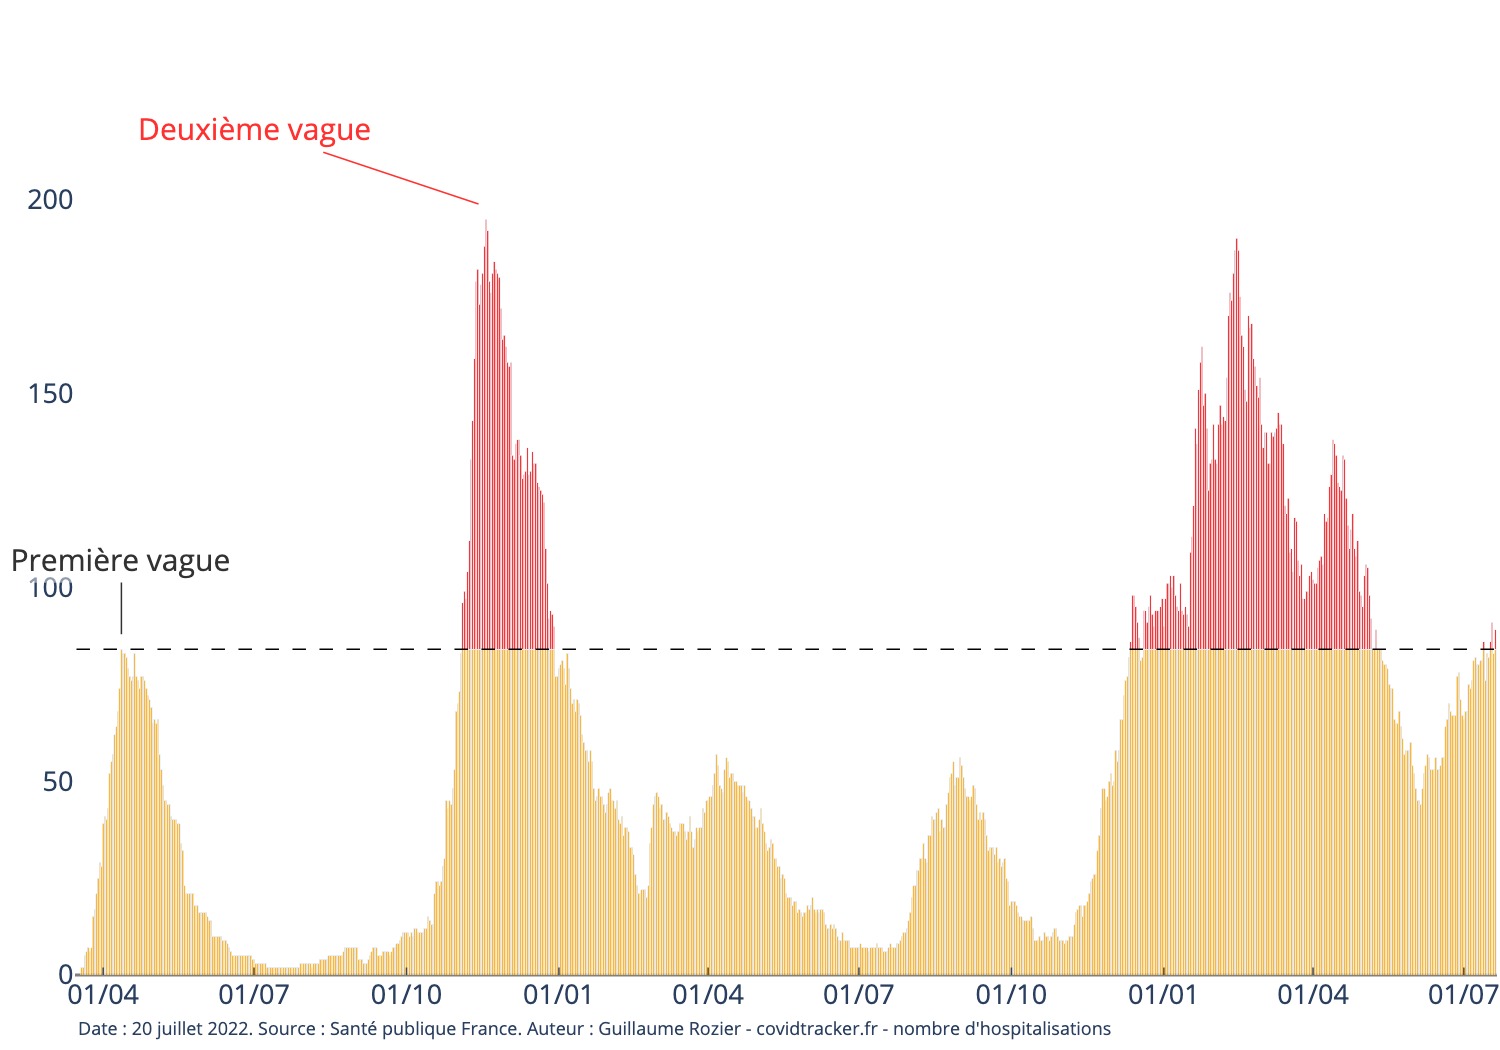 Deuxième vague
200
150
Première vague
100
50
0
01/04 01/07 01/10 01/01 01/04 01/07 01/10 01/01 01/04 01/07
Date : 20 juillet 2022. Source : Santé publique France. Auteur : Guillaume Rozier - covidtracker.fr - nombre d'hospitalisations